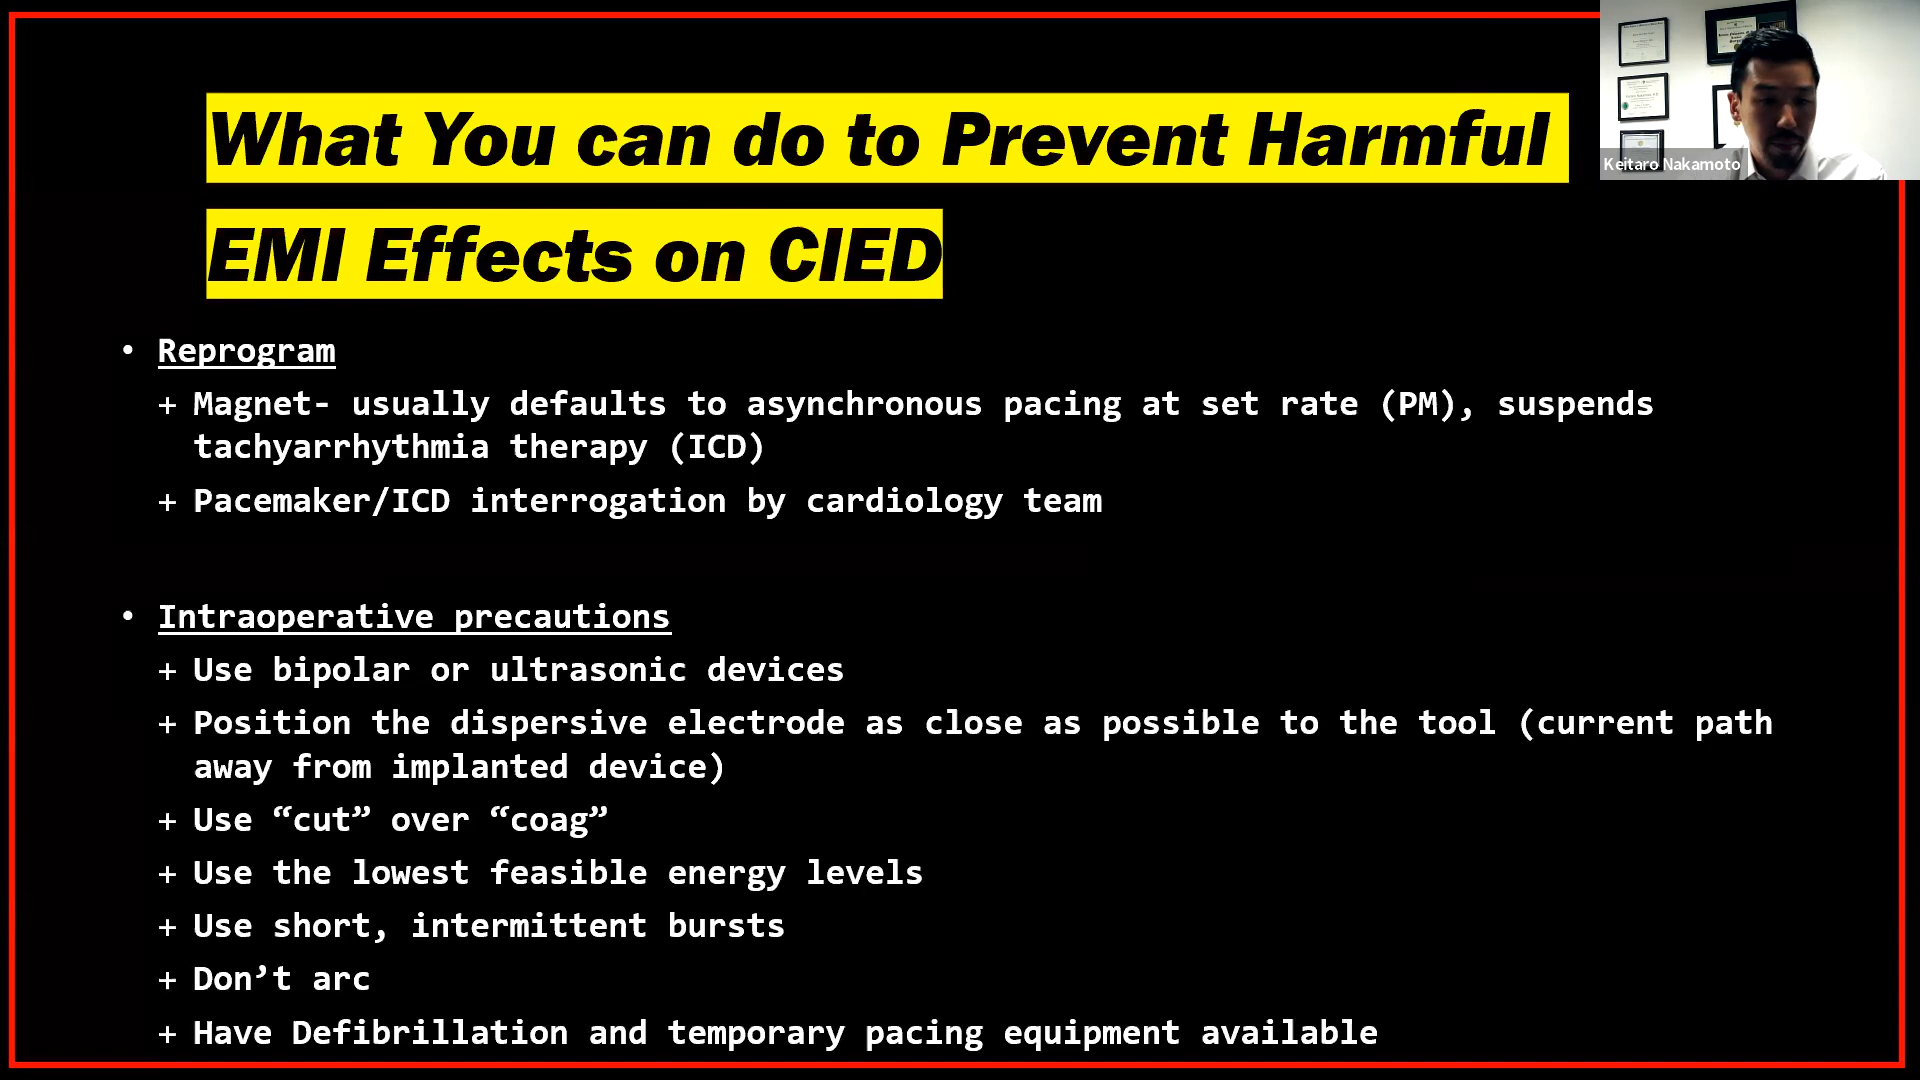 What You can do to Prevent Harmful
EMI Effects on CIED
• Reprogram
+ Magnet- usually defaults to asynchronous pacing at set rate (PM), suspends
tachyarrhythmia therapy (ICD)
+ Pacemaker/ICD interrogation by cardiology team
• Intraoperative precautions
+ Use bipolar or ultrasonic devices
+ Position the dispersive electrode as close as possible to the tool (current path
away from implanted device)
+ Use “cut” over “coag”
+ Use the lowest feasible energy levels
+ Use short, intermittent bursts
+ Don’t arc
+ Have Defibrillation and temporary pacing equipment available
Keitaro Nakamoto